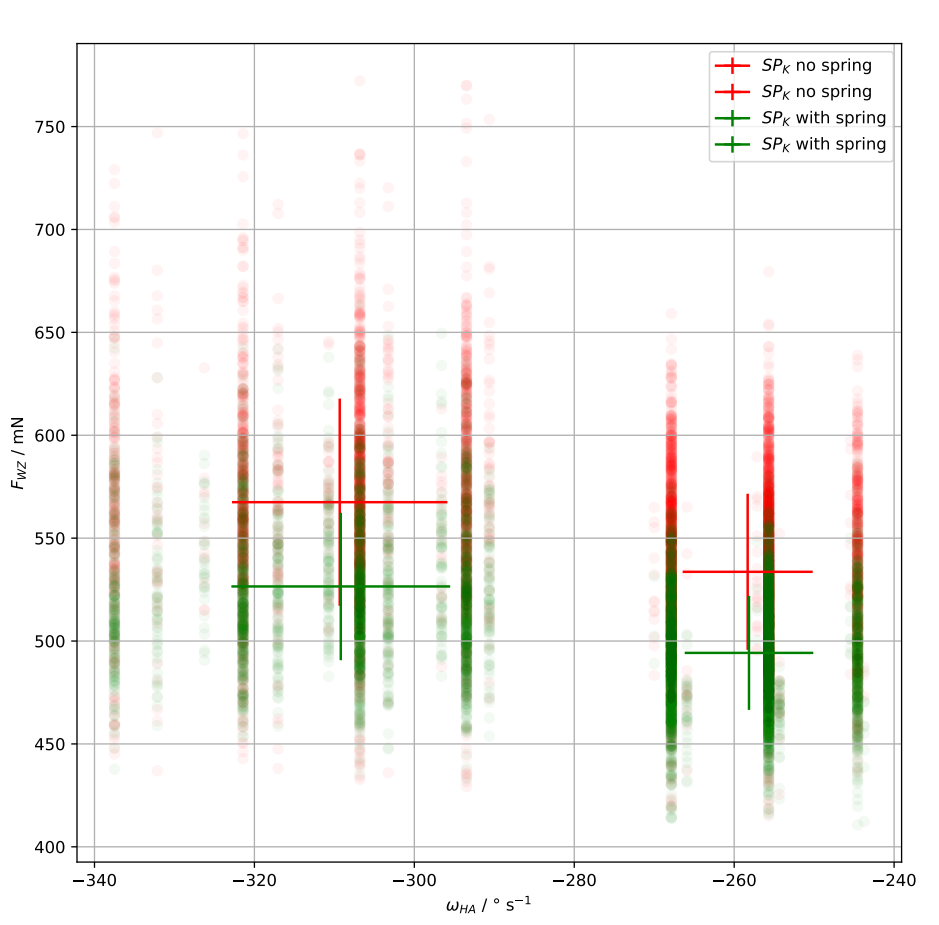 SP_K no spring
SP_K no spring
SP_K with spring
SP_K with spring
750
700
650
600
550
500
450
400
F_WZ / mN
−340 −320 −300 −280 −260 −240
ω_HA / ° s⁻¹